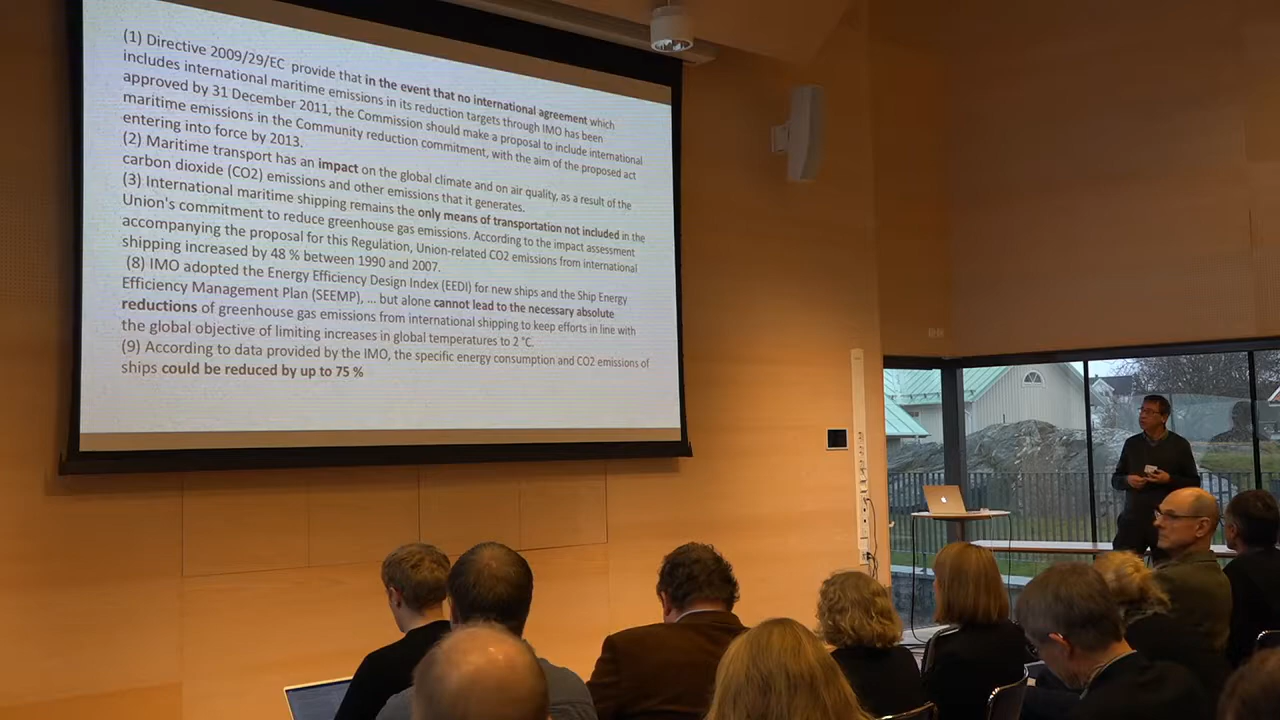 (1) Directive 2009/29/EC provide that in the event that no international agreement which
includes international maritime emissions in its reduction targets through IMO has been
approved by 31 December 2011, the Commission should make a proposal to include international
maritime emissions in the Community reduction commitment, with the aim of the proposed act
entering into force by 2013.
(2) Maritime transport has an impact on the global climate and on air quality, as a result of the
carbon dioxide (CO2) emissions and other emissions that it generates.
(3) International maritime shipping remains the only means of transportation not included in the
Union's commitment to reduce greenhouse gas emissions. According to the impact assessment
accompanying the proposal for this Regulation, Union-related CO2 emissions from international
shipping increased by 48 % between 1990 and 2007.
(8) IMO adopted the Energy Efficiency Design Index (EEDI) for new ships and the Ship Energy
Efficiency Management Plan (SEEMP), ... but alone cannot lead to the necessary absolute
reductions of greenhouse gas emissions from international shipping to keep efforts in line with
the global objective of limiting increases in global temperatures to 2 °C.
(9) According to data provided by the IMO, the specific energy consumption and CO2 emissions of
ships could be reduced by up to 75 %